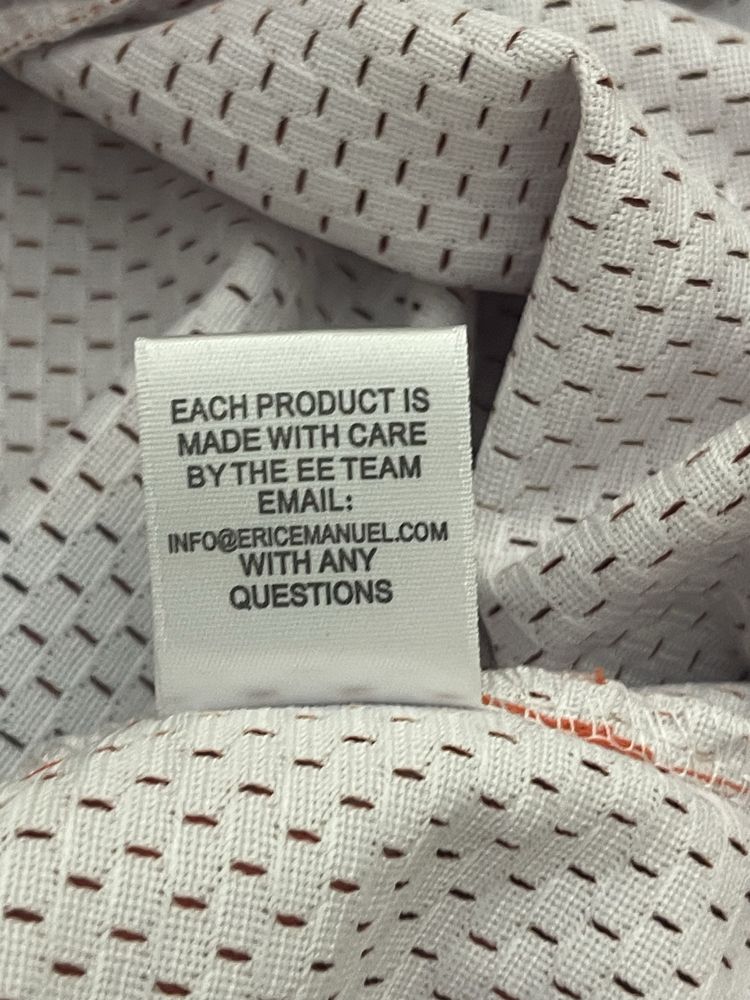 EACH PRODUCT IS
MADE WITH CARE
BY THE EE TEAM
EMAIL:
INFO@ERICEMANUEL.COM
WITH ANY
QUESTIONS